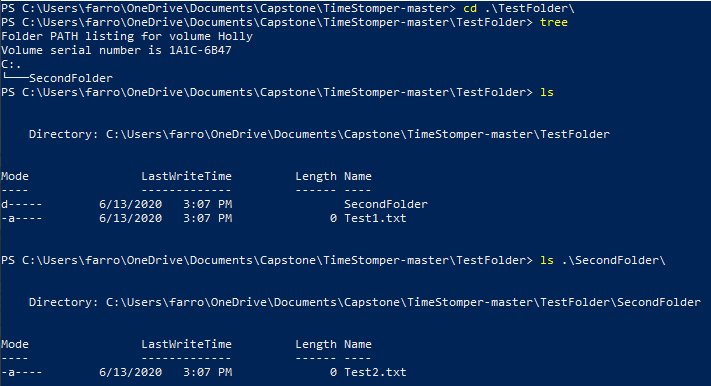 PS C:\Users\farro\OneDrive\Documents\Capstone\TimeStomper-master> cd .\TestFolder\
PS C:\Users\farro\OneDrive\Documents\Capstone\TimeStomper-master\TestFolder> tree
Folder PATH listing for volume Holly
Volume serial number is 1A1C-6B47
C:.
└───SecondFolder
PS C:\Users\farro\OneDrive\Documents\Capstone\TimeStomper-master\TestFolder> ls
Directory: C:\Users\farro\OneDrive\Documents\Capstone\TimeStomper-master\TestFolder
Mode LastWriteTime Length Name
---- ------------- ------ ----
d----- 6/13/2020 3:07 PM SecondFolder
-a---- 6/13/2020 3:07 PM 0 Test1.txt
PS C:\Users\farro\OneDrive\Documents\Capstone\TimeStomper-master\TestFolder> ls .\SecondFolder\
Directory: C:\Users\farro\OneDrive\Documents\Capstone\TimeStomper-master\TestFolder\SecondFolder
Mode LastWriteTime Length Name
---- ------------- ------ ----
-a---- 6/13/2020 3:07 PM 0 Test2.txt